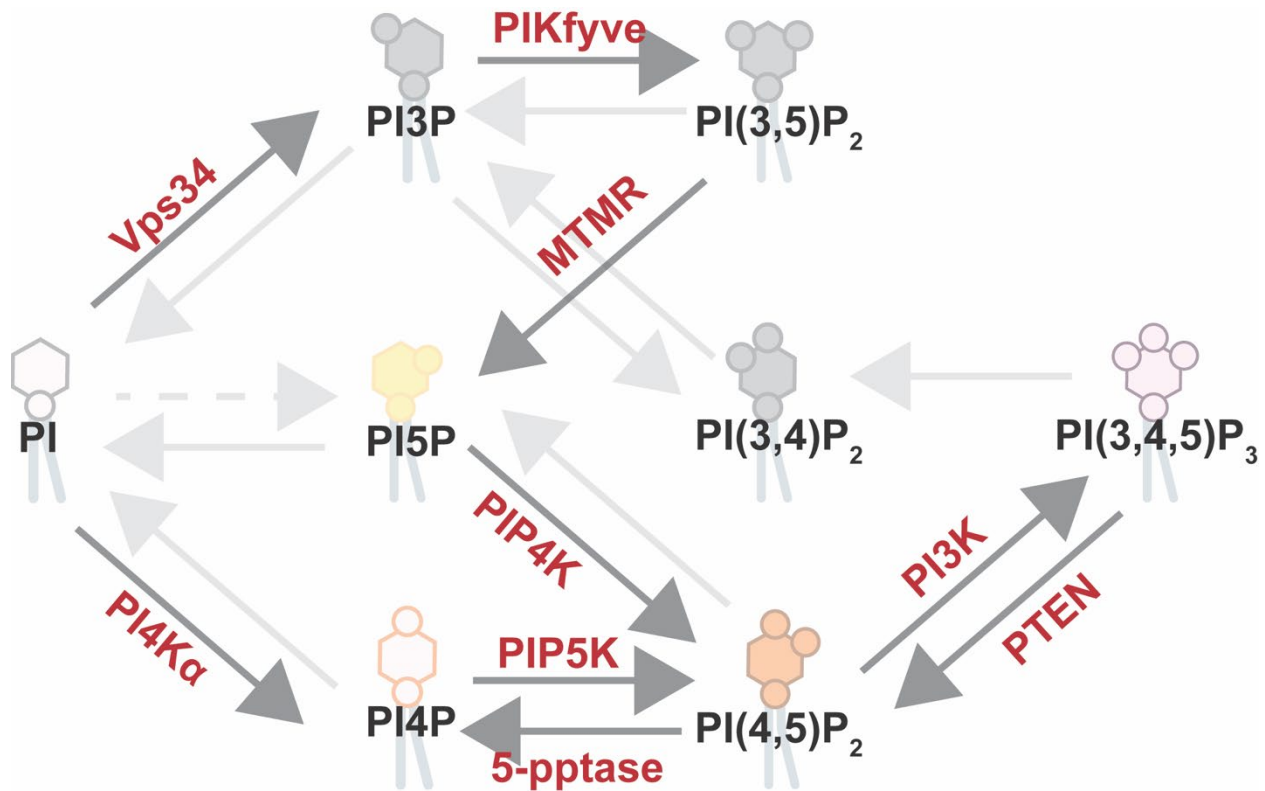 PIKfyve
PI3P
PI(3,5)P2
Vps34
MTMR
PI
PI5P
PI(3,4)P2
PI(3,4,5)P3
PIP4K
PI3K
PI4Kα
PIP5K
PTEN
PI4P
PI(4,5)P2
5-pptase